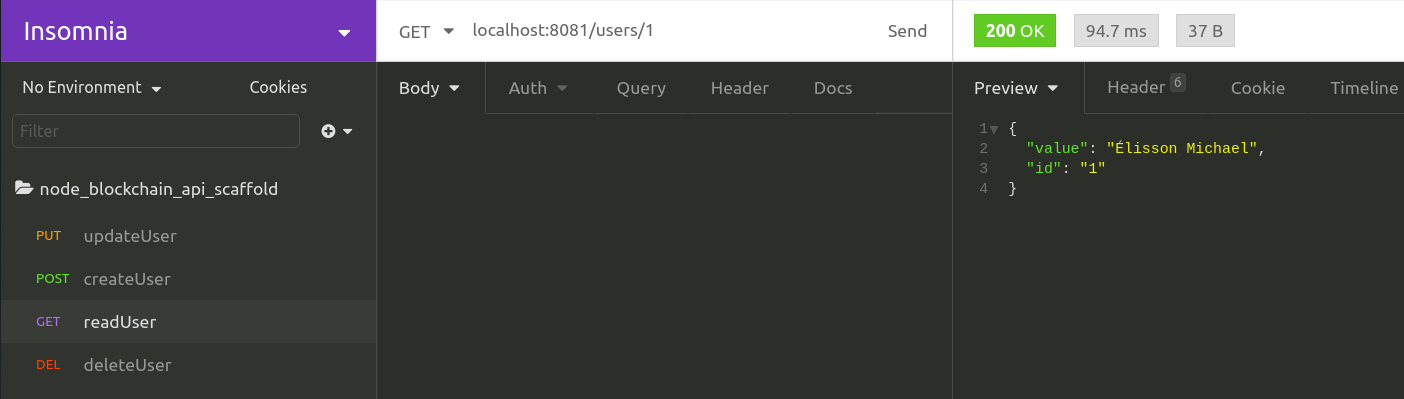 Insomnia
GET localhost:8081/users/1 Send
200 OK 94.7 ms 37 B
No Environment Cookies
Body Auth Query Header Docs
Preview Header 6 Cookie Timeline
Filter
node_blockchain_api_scaffold
PUT updateUser
POST createUser
GET readUser
DEL deleteUser
1 {
2 "value": "Élisson Michael",
3 "id": "1"
4 }